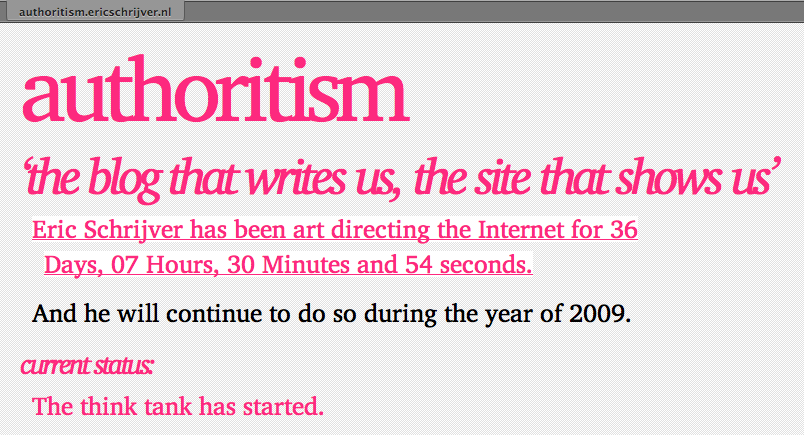 authoritism.ericschrijver.nl
authoritism
‘the blog that writes us, the site that shows us’
Eric Schrijver has been art directing the Internet for 36
Days, 07 Hours, 30 Minutes and 54 seconds.
And he will continue to do so during the year of 2009.
current status:
The think tank has started.